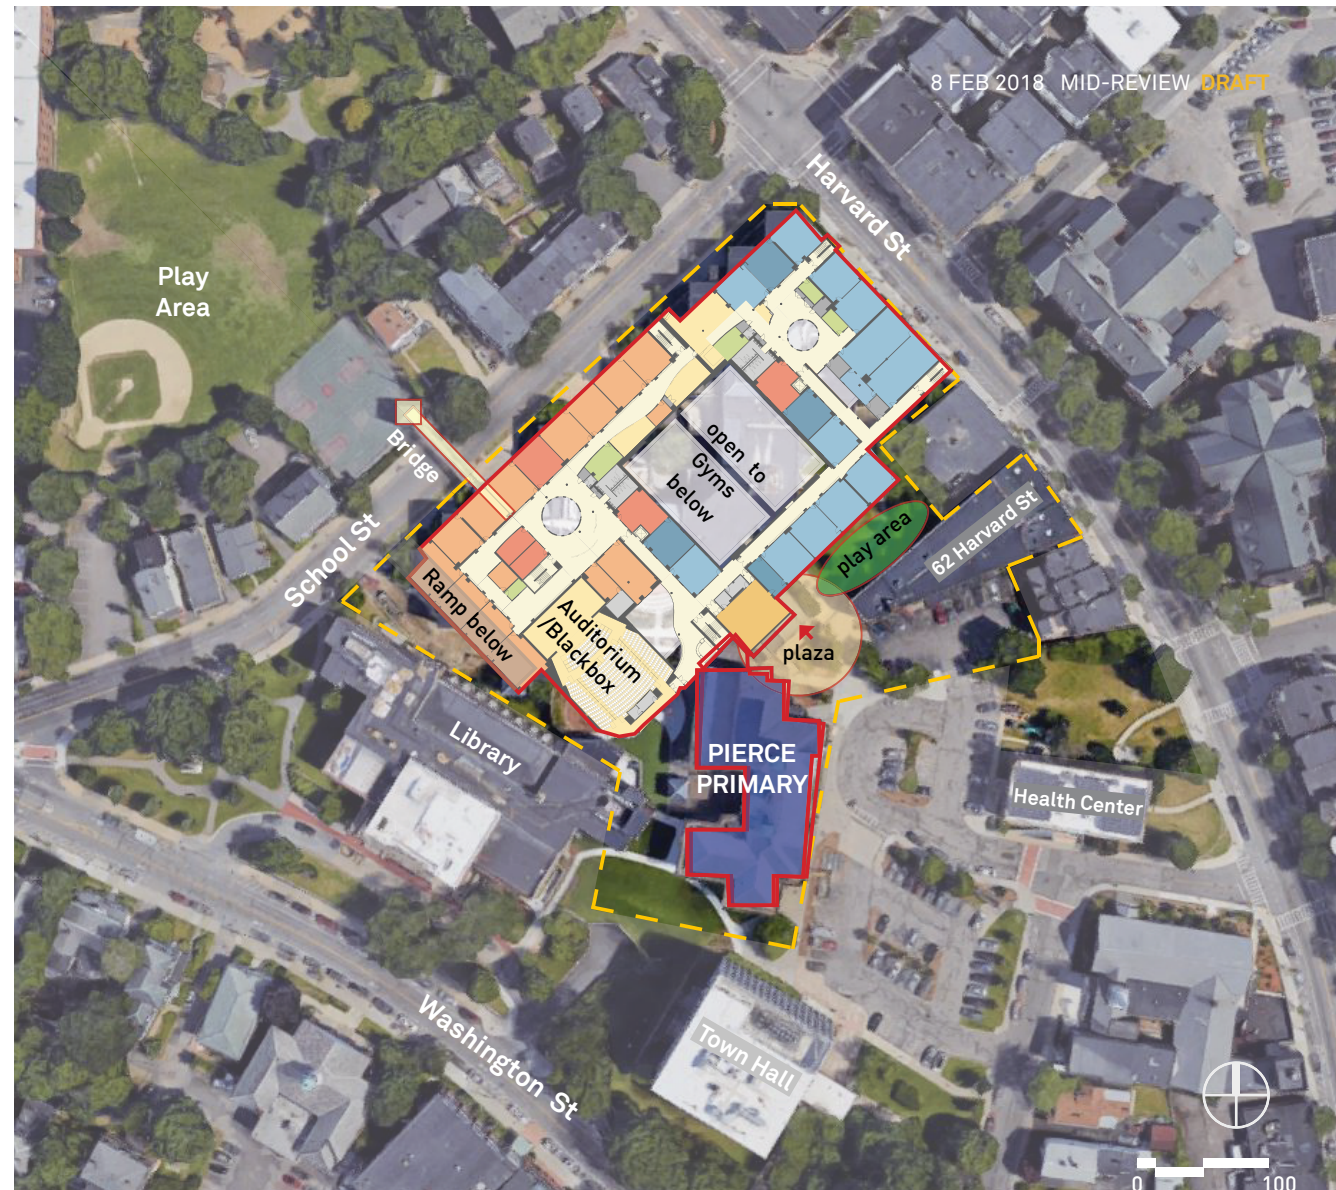 8 FEB 2018 MID-REVIEW DRAFT
Harvard St
Play
Area
Bridge
open to
Gyms
below
School St
play area
62 Harvard St
Ramp below
Auditorium
/Blackbox
plaza
Library
PIERCE
PRIMARY
Health Center
Washington St
Town Hall
0 100